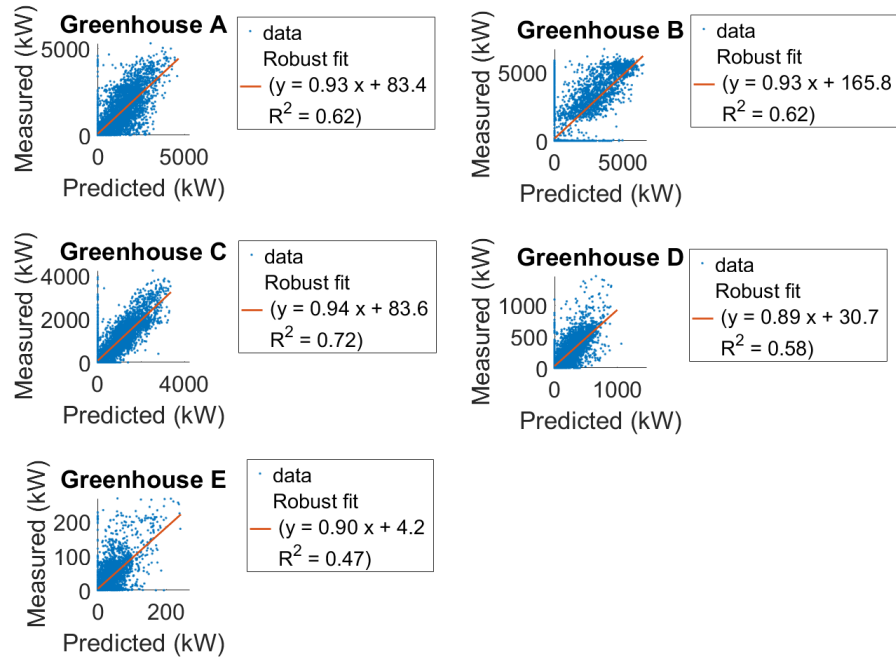 Greenhouse A
Measured (kW)
5000
0
0
5000
Predicted (kW)
data
Robust fit
(y = 0.93 x + 83.4
R² = 0.62)
Greenhouse B
Measured (kW)
5000
0
0
5000
Predicted (kW)
data
Robust fit
(y = 0.93 x + 165.8
R² = 0.62)
Greenhouse C
Measured (kW)
4000
2000
0
0
4000
Predicted (kW)
data
Robust fit
(y = 0.94 x + 83.6
R² = 0.72)
Greenhouse D
Measured (kW)
1000
500
0
0
1000
Predicted (kW)
data
Robust fit
(y = 0.89 x + 30.7
R² = 0.58)
Greenhouse E
Measured (kW)
200
100
0
0
200
Predicted (kW)
data
Robust fit
(y = 0.90 x + 4.2
R² = 0.47)